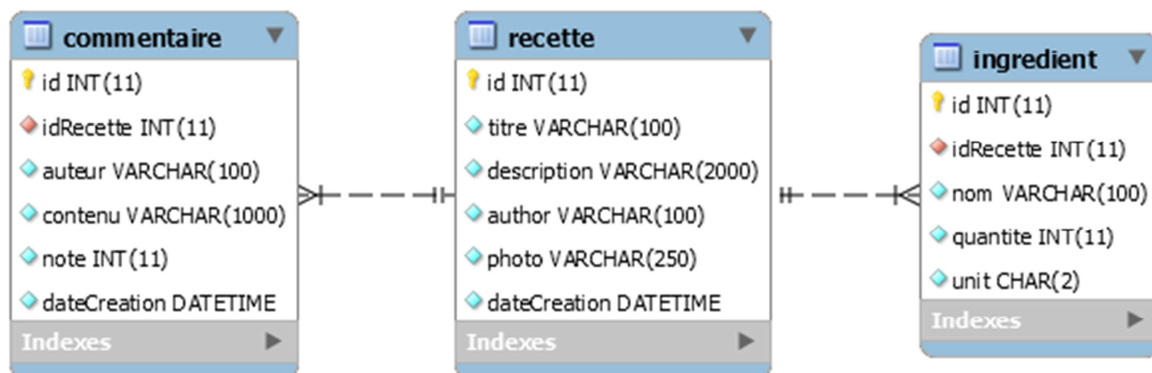 commentaire
id INT(11)
idRecette INT(11)
auteur VARCHAR(100)
contenu VARCHAR(1000)
note INT(11)
dateCreation DATETIME
Indexes
recette
id INT(11)
titre VARCHAR(100)
description VARCHAR(2000)
author VARCHAR(100)
photo VARCHAR(250)
dateCreation DATETIME
Indexes
ingredient
id INT(11)
idRecette INT(11)
nom VARCHAR(100)
quantite INT(11)
unit CHAR(2)
Indexes